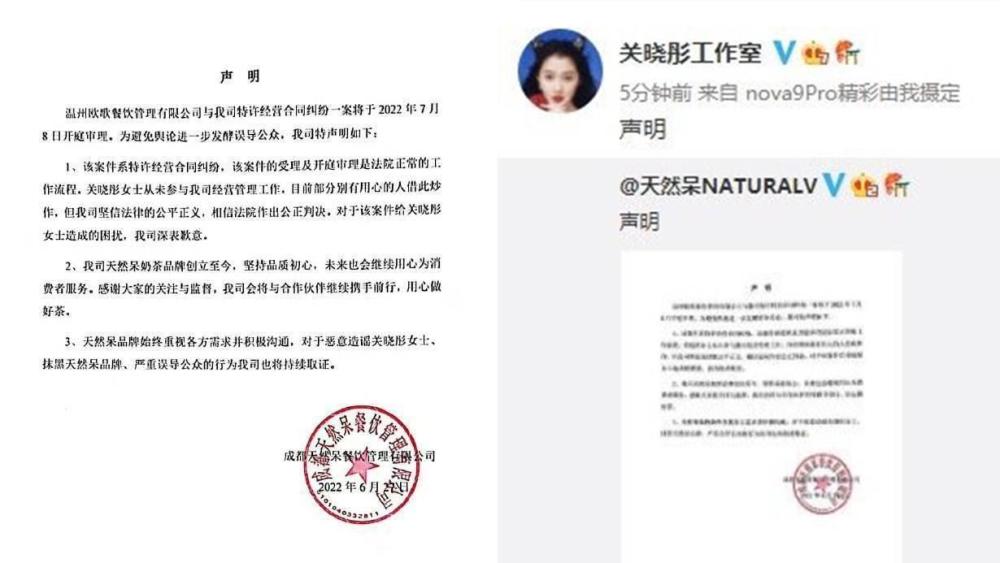 声 明
温州欧歌餐饮管理有限公司与我司特许经营合同纠纷一案将于 2022 年 7 月
8 日开庭审理。为避免舆论进一步发酵误导公众，我司特声明如下：
1、该案件系特许经营合同纠纷，该案件的受理及开庭审理是法院正常的工
作流程。关晓彤女士从未参与我司经营管理工作，目前部分别有用心的人借此炒
作，但我司坚信法律的公平正义，相信法院作出公正判决。对于该案件给关晓彤
女士造成的困扰，我司深表歉意。
2、我司天然呆奶茶品牌创立至今，坚持品质初心，未来也会继续用心为消
费者服务。感谢大家的关注与监督，我司会将与合作伙伴继续携手前行，用心做
好茶。
3、天然呆品牌始终重视各方需求并积极沟通，对于恶意造谣关晓彤女士、
抹黑天然呆品牌、严重误导公众的行为我司也将持续取证。
成都天然呆餐饮管理有限公司
2022 年 6 月 27 日
成都天然呆餐饮管理有限公司
5101040332811
关晓彤工作室
5分钟前 来自 nova9Pro精彩由我摄定
声明
@天然呆NATURALV
声明
声 明